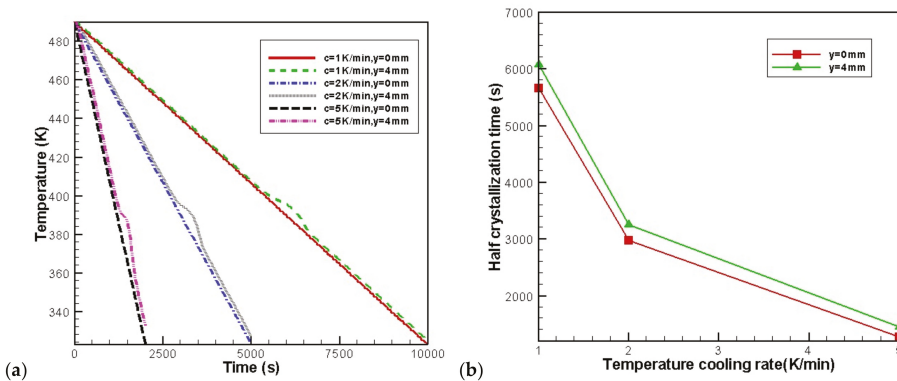 (a)
Temperature (K)
480
460
440
420
400
380
360
340
0
2500
5000
7500
10000
Time (s)
c=1K/min,y=0mm
c=1K/min,y=4mm
c=2K/min,y=0mm
c=2K/min,y=4mm
c=5K/min,y=0mm
c=5K/min,y=4mm
(b)
Half crystallization time (s)
7000
6000
5000
4000
3000
2000
1
2
3
4
Temperature cooling rate(K/min)
y=0mm
y=4mm